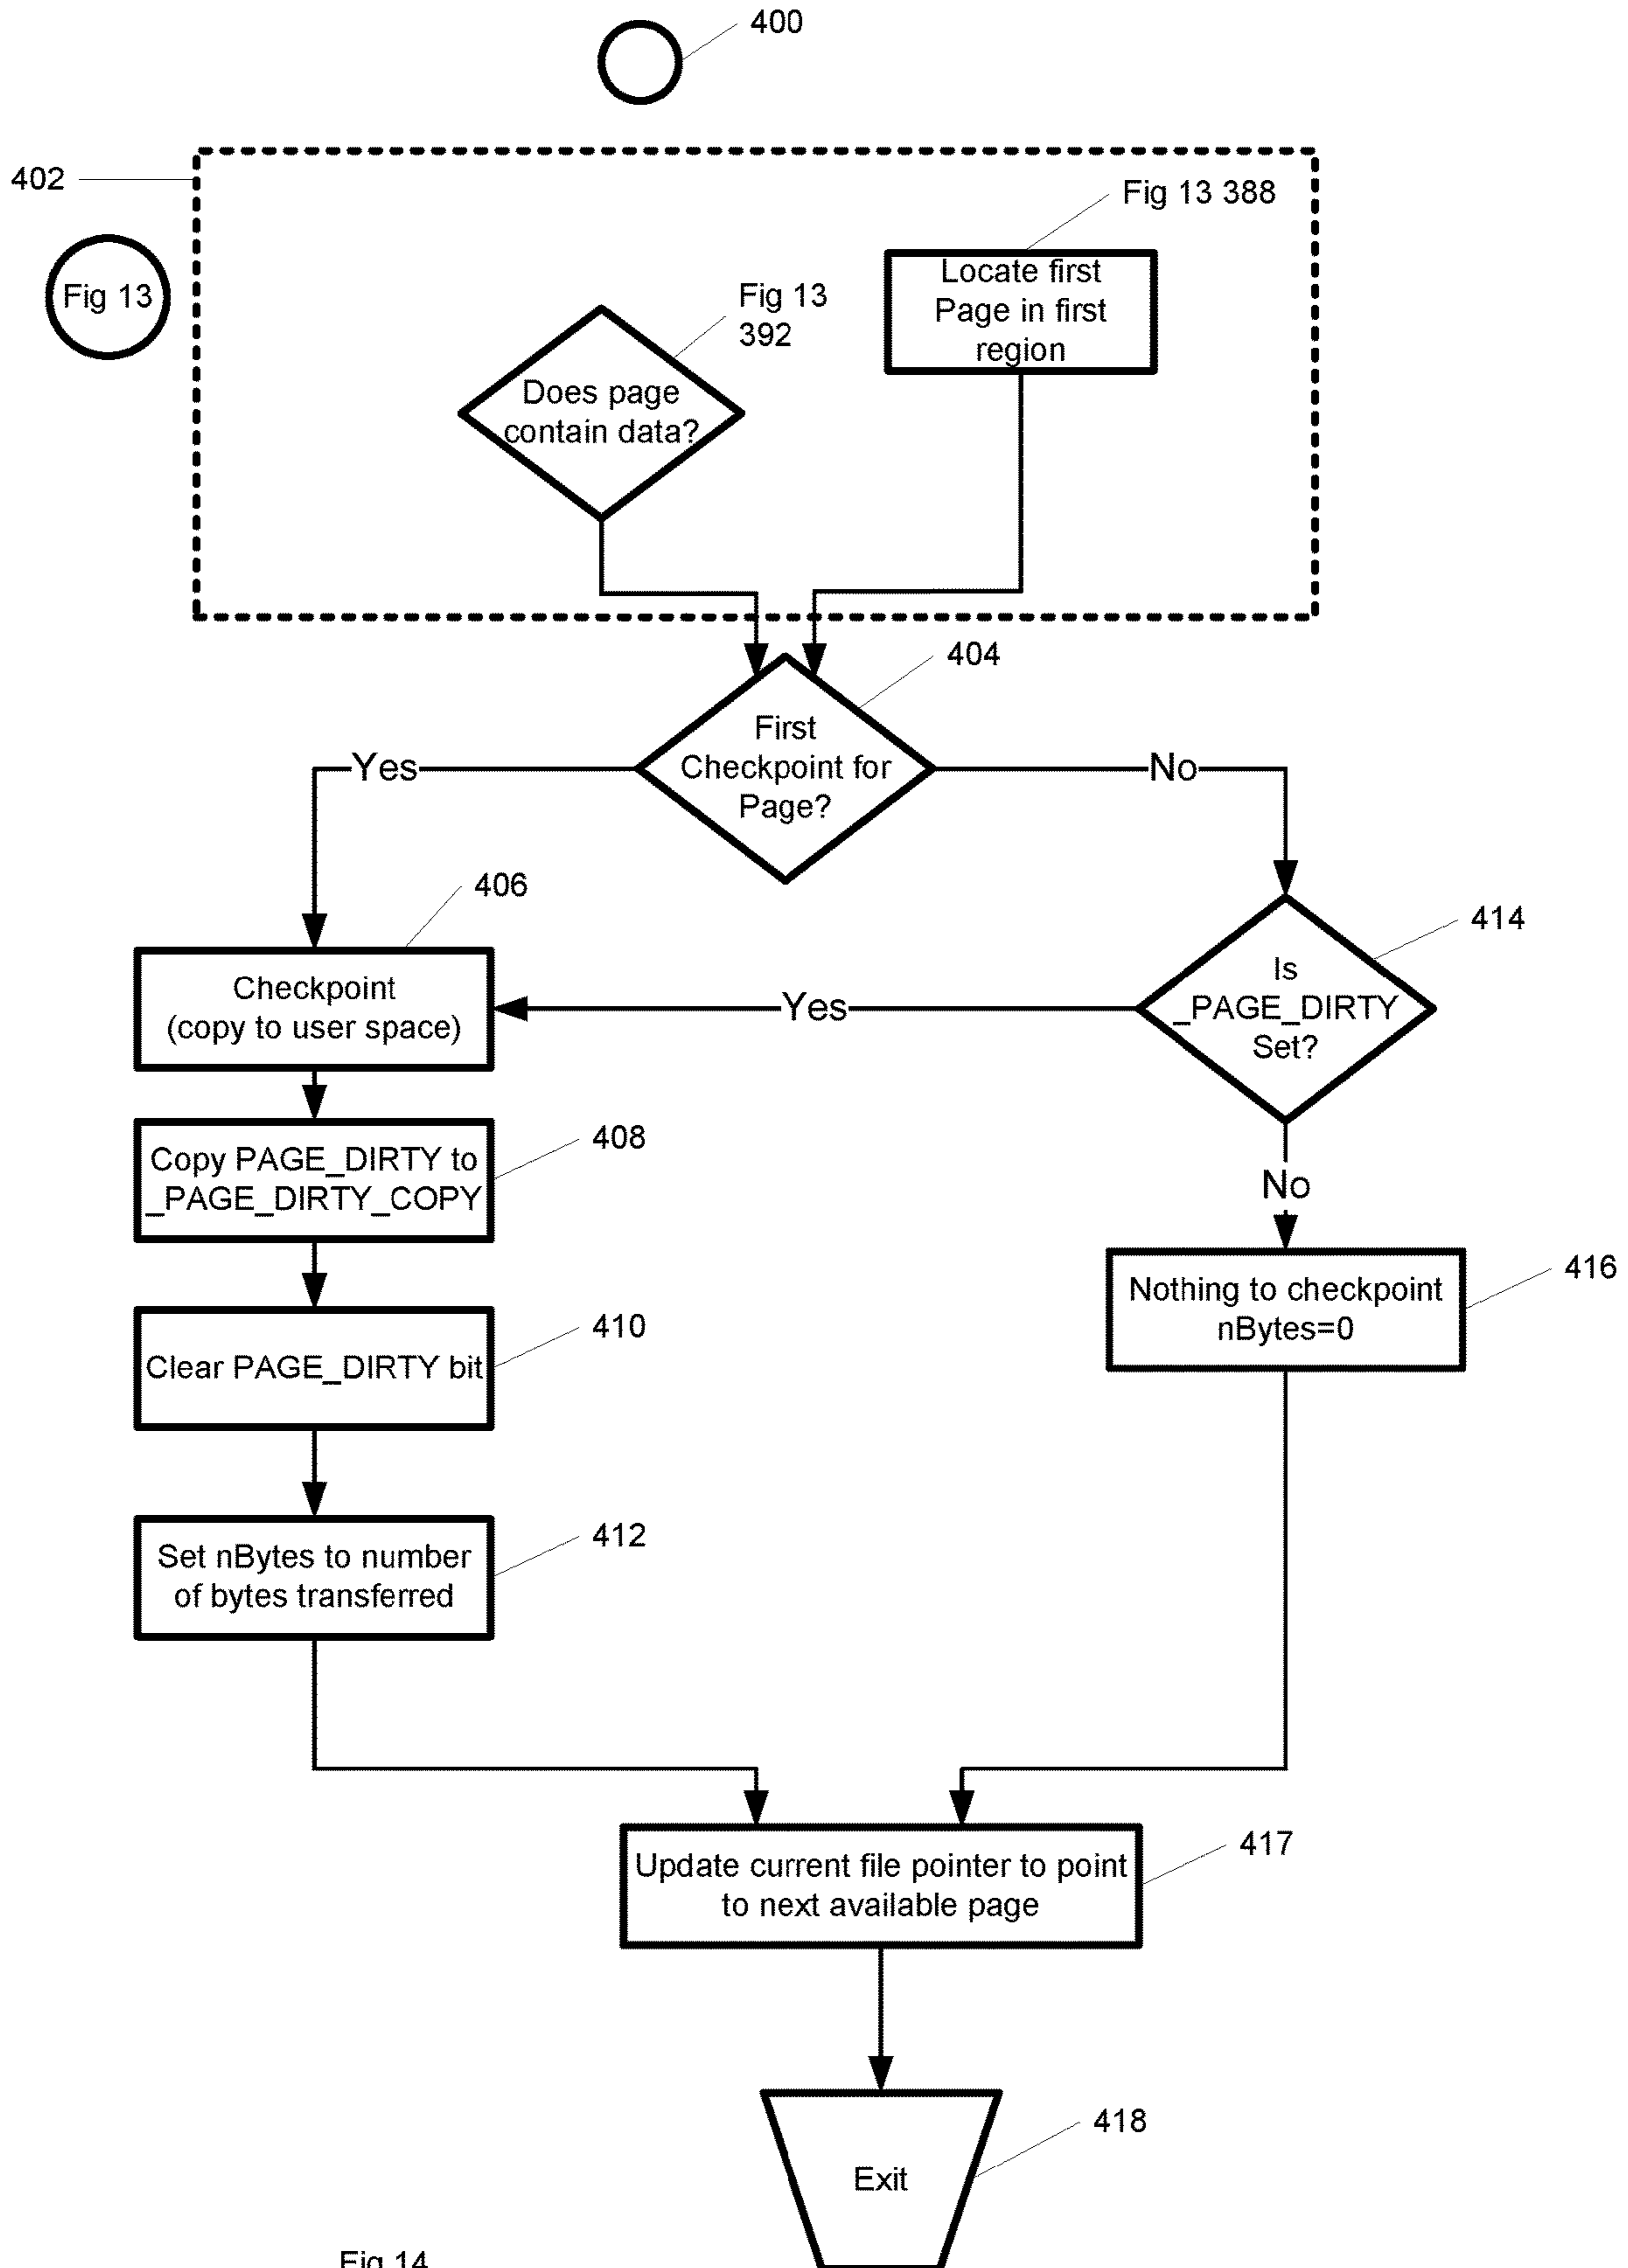 400
402
Fig 13 388
Fig 13
Locate first
Page in first
region
Fig 13
392
Does page
contain data?
404
First
Checkpoint for
Page?
Yes
No
406
414
Checkpoint
(copy to user space)
Yes
Is
_PAGE_DIRTY
Set?
408
Copy PAGE_DIRTY to
_PAGE_DIRTY_COPY
No
416
Nothing to checkpoint
nBytes=0
410
Clear PAGE_DIRTY bit
412
Set nBytes to number
of bytes transferred
417
Update current file pointer to point
to next available page
418
Exit
Fig 14